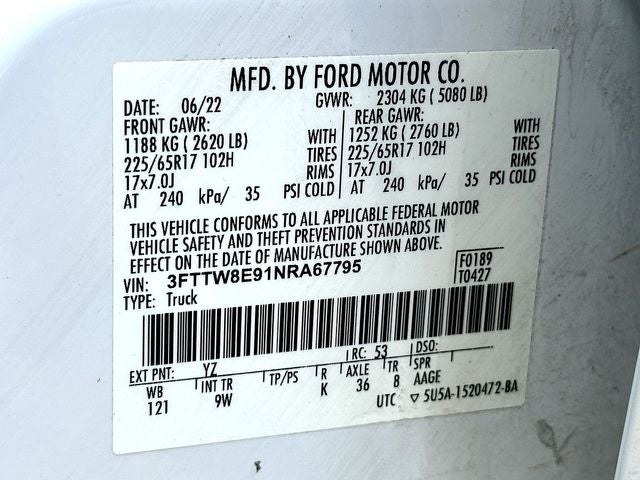 MFD. BY FORD MOTOR CO.
DATE: 06/22 GVWR: 2304 KG ( 5080 LB)
FRONT GAWR: REAR GAWR:
1188 KG ( 2620 LB) WITH 1252 KG ( 2760 LB) WITH
225/65R17 102H TIRES 225/65R17 102H TIRES
17x7.0J RIMS 17x7.0J RIMS
AT 240 kPa/ 35 PSI COLD AT 240 kPa/ 35 PSI COLD
THIS VEHICLE CONFORMS TO ALL APPLICABLE FEDERAL MOTOR
VEHICLE SAFETY AND THEFT PREVENTION STANDARDS IN
EFFECT ON THE DATE OF MANUFACTURE SHOWN ABOVE.
VIN: 3FTTW8E91NRA67795 F0189
TYPE: Truck T0427
EXT PNT: YZ RC: 53 DSO:
WB INT TR TP/PS R AXLE TR SPR
121 9W K 36 8 AAGE
UTC ▽ 5U5A-1520472-BA